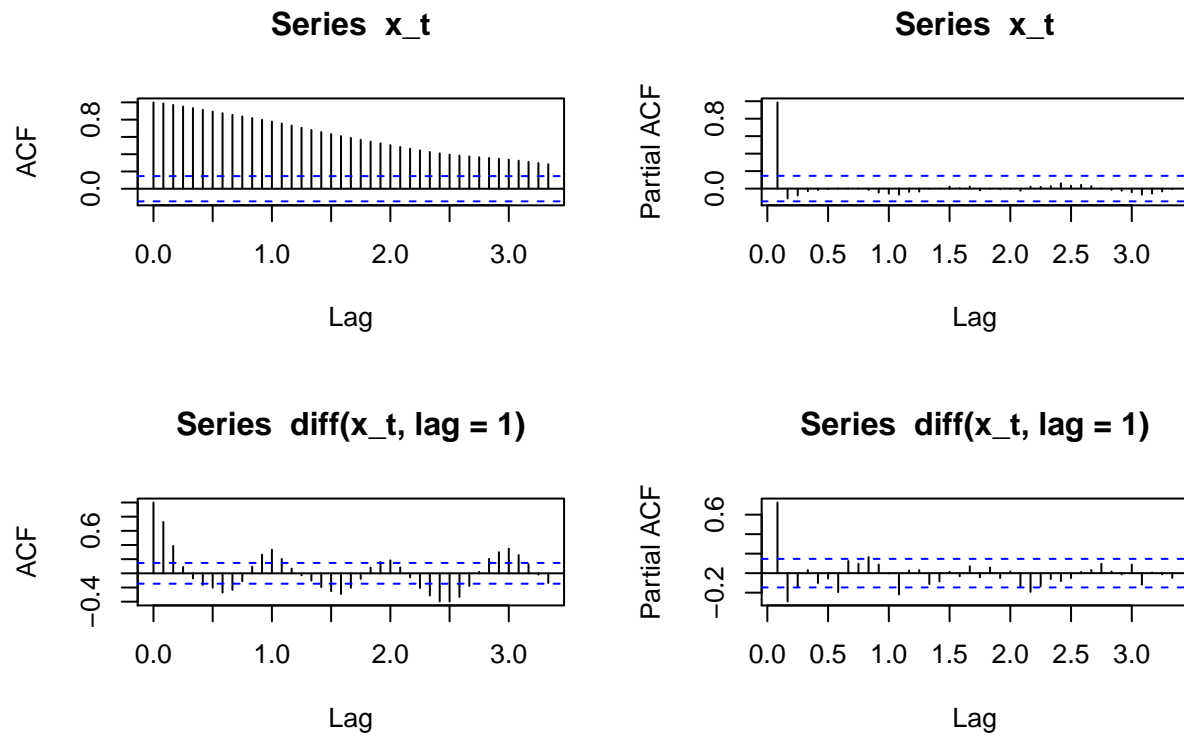 Series x_t
ACF
0.0 0.8
0.0 1.0 2.0 3.0
Lag
Series x_t
Partial ACF
0.0 0.8
0.0 0.5 1.0 1.5 2.0 2.5 3.0
Lag
Series diff(x_t, lag = 1)
ACF
−0.4 0.6
0.0 1.0 2.0 3.0
Lag
Series diff(x_t, lag = 1)
Partial ACF
−0.2 0.6
0.0 0.5 1.0 1.5 2.0 2.5 3.0
Lag